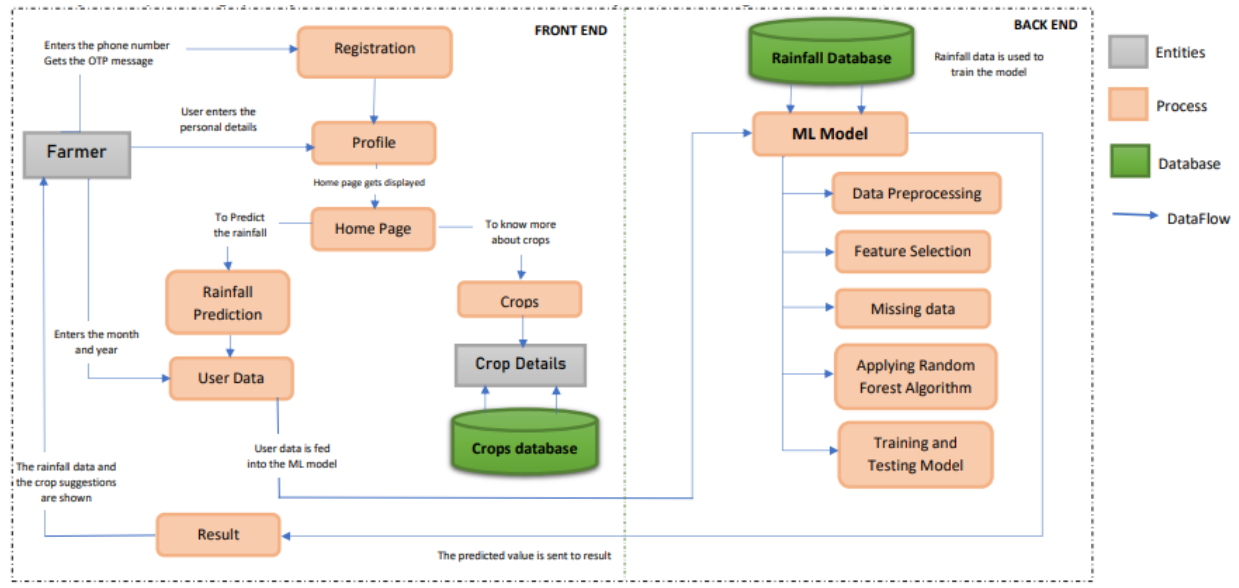 FRONT END
BACK END
Enters the phone number
Gets the OTP message
Registration
User enters the
personal details
Farmer
Profile
Home page gets displayed
To Predict
the rainfall
Home Page
To know more
about crops
Rainfall
Prediction
Crops
Enters the month
and year
User Data
Crop Details
Crops database
User data is fed
into the ML model
The rainfall data and
the crop suggestions
are shown
Result
The predicted value is sent to result
Rainfall Database
Rainfall data is used to
train the model
ML Model
Data Preprocessing
Feature Selection
Missing data
Applying Random
Forest Algorithm
Training and
Testing Model
Entities
Process
Database
DataFlow